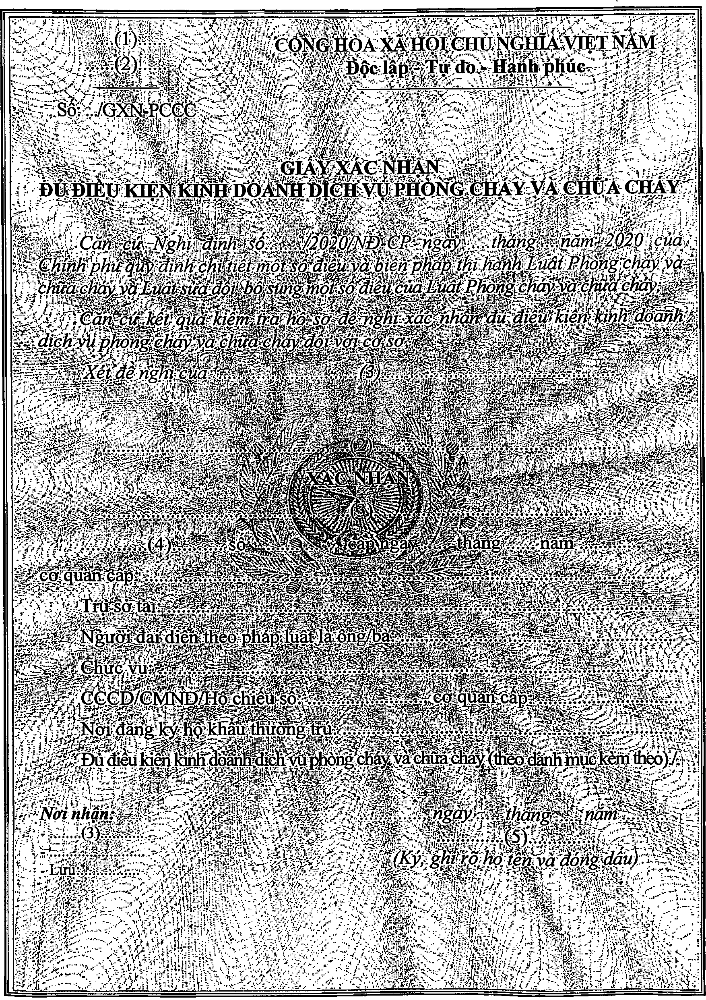 ......(1)......
......(2)......
CỘNG HÒA XÃ HỘI CHỦ NGHĨA VIỆT NAM
Độc lập - Tự do - Hạnh phúc
Số: .../GXN-PCCC
GIẤY XÁC NHẬN
ĐỦ ĐIỀU KIỆN KINH DOANH DỊCH VỤ PHÒNG CHÁY VÀ CHỮA CHÁY
Căn cứ Nghị định số ..... /2020/NĐ-CP ngày ... tháng ... năm 2020 của
Chính phủ quy định chi tiết một số điều và biện pháp thi hành Luật Phòng cháy và
chữa cháy và Luật sửa đổi, bổ sung một số điều của Luật Phòng cháy và chữa cháy;
Căn cứ kết quả kiểm tra hồ sơ đề nghị xác nhận đủ điều kiện kinh doanh
dịch vụ phòng cháy và chữa cháy đối với cơ sở
Xét đề nghị của ....................(3)..............................
..............................(2)..............................
XÁC NHẬN
..............................(3)..............................
............(4)............ số ............... cấp ngày ...... tháng ...... năm ............
cơ quan cấp: ............................................................
Trụ sở tại ............................................................
Người đại diện theo pháp luật là ông/bà ........................................
Chức vụ: ............................................................
CCCD/CMND/Hộ chiếu số: ...................., cơ quan cấp ....................
Nơi đăng ký hộ khẩu thường trú ........................................
Đủ điều kiện kinh doanh dịch vụ phòng cháy và chữa cháy (theo danh mục kèm theo)./.
Nơi nhận:
- ......(3)........
- ....................
- Lưu ...............
..........., ngày ..... tháng ..... năm ......
............(5)............
(Ký, ghi rõ họ tên và đóng dấu)